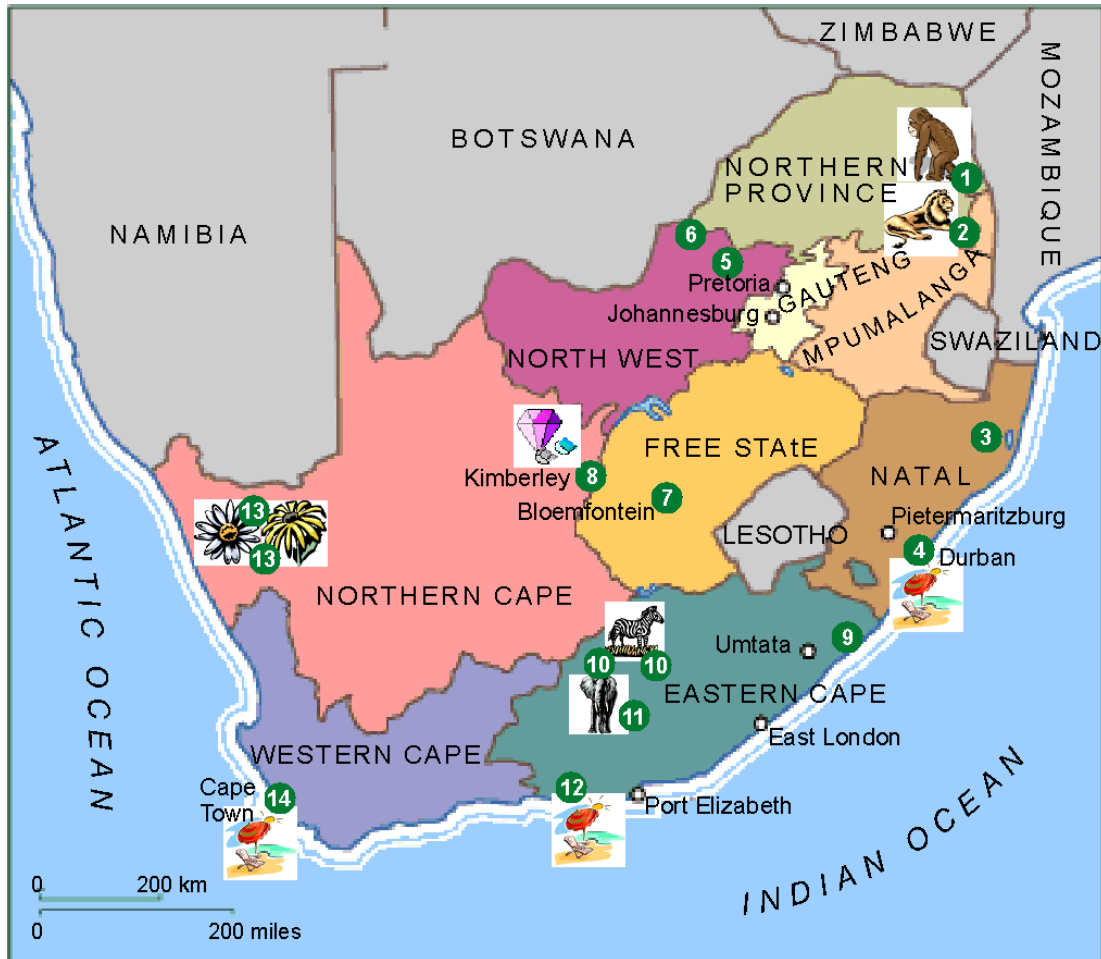 ZIMBABWE
MOZAMBIQUE
BOTSWANA
NORTHERN
PROVINCE
1
NAMIBIA
2
6
5
Pretoria
GAUTENG
Johannesburg
MPUMALANGA
SWAZILAND
NORTH WEST
3
FREE STAtE
Kimberley
8
NATAL
7
Bloemfontein
ATLANTIC OCEAN
13
13
Pietermaritzburg
LESOTHO
4
Durban
NORTHERN CAPE
9
Umtata
10
10
EASTERN CAPE
11
East London
WESTERN CAPE
Cape
Town
14
12
Port Elizabeth
INDIAN OCEAN
0
200 km
0
200 miles